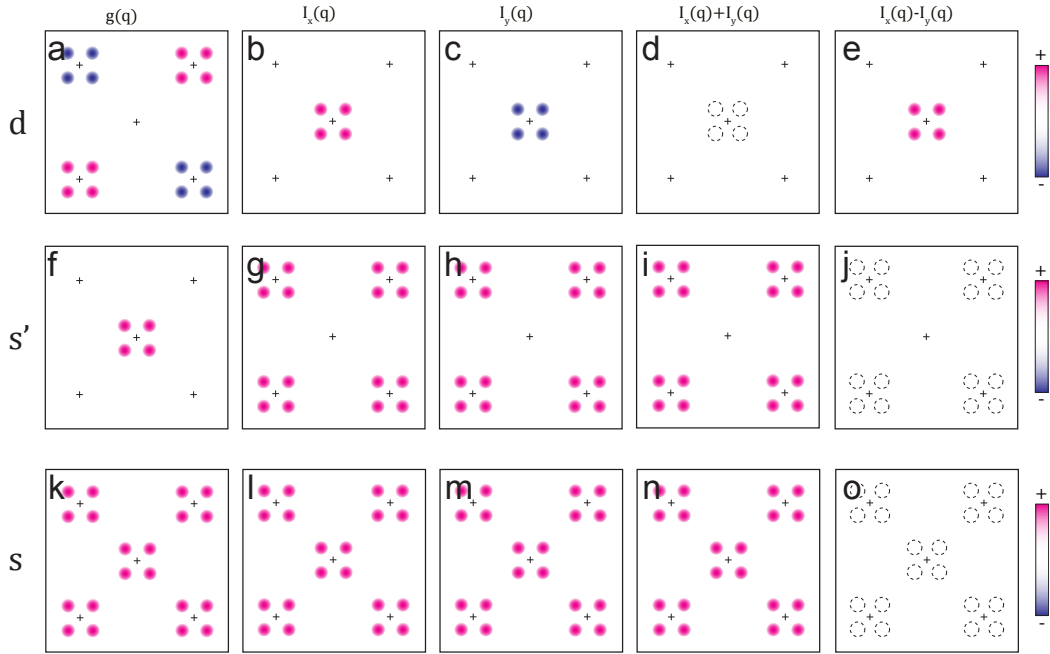 g(q) I_x(q) I_y(q) I_x(q)+I_y(q) I_x(q)-I_y(q)
d a b c d e + -
s' f g h i j + -
s k l m n o + -